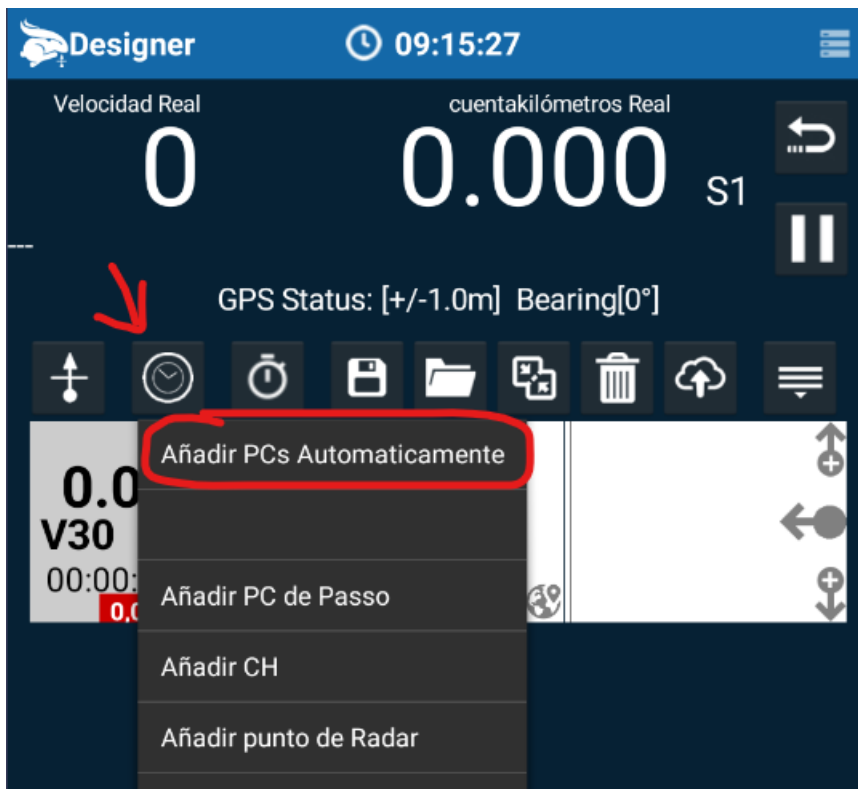 Designer
09:15:27
Velocidad Real
cuentakilómetros Real
0
0.000
S1
---
GPS Status: [+/-1.0m] Bearing[0°]
Añadir PCs Automaticamente
0.0
V30
00:00:
0,0
Añadir PC de Passo
Añadir CH
Añadir punto de Radar